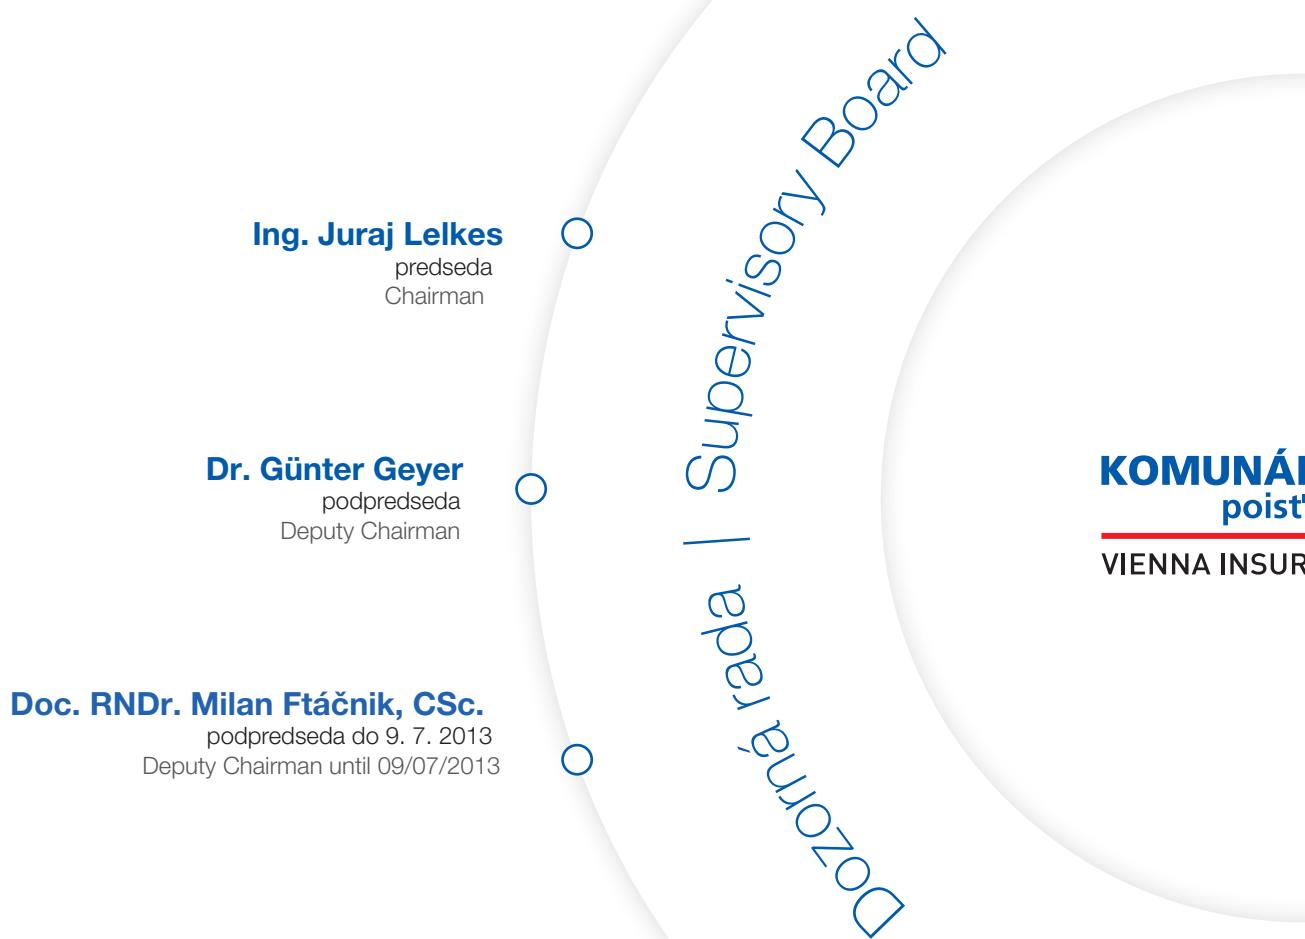 Ing. Juraj Lelkes
predseda
Chairman
Dr. Günter Geyer
podpredseda
Deputy Chairman
Doc. RNDr. Milan Ftáčnik, CSc.
podpredseda do 9. 7. 2013
Deputy Chairman until 09/07/2013
Dozorná rada | Supervisory Board
VIENNA